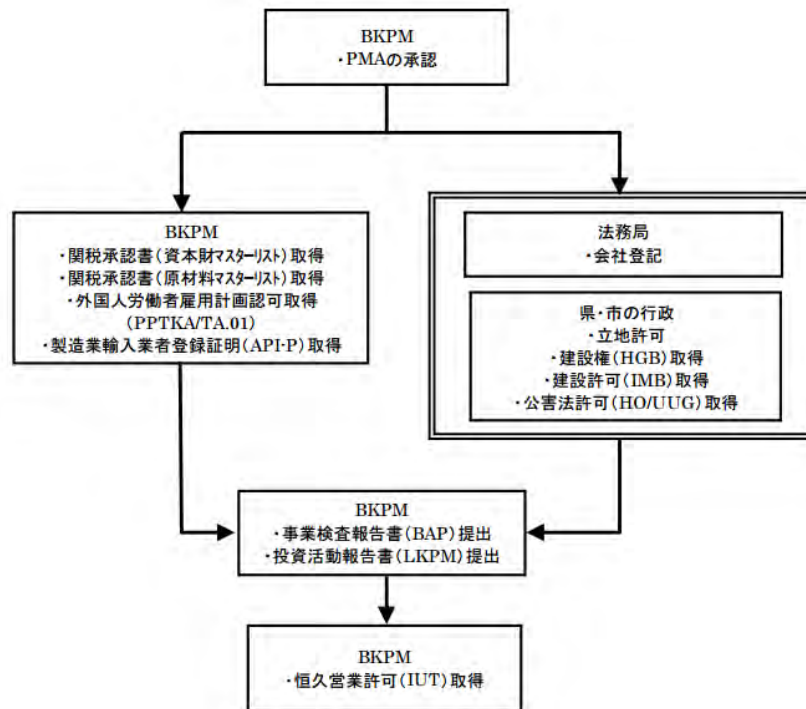 BKPM
・PMAの承認
BKPM
・関税承認書(資本財マスターリスト)取得
・関税承認書(原材料マスターリスト)取得
・外国人労働者雇用計画認可取得
(PPTKA/TA.01)
・製造業輸入業者登録証明(API-P)取得
法務局
・会社登記
県・市の行政
・立地許可
・建設権(HGB)取得
・建設許可(IMB)取得
・公害法許可(HO/UUG)取得
BKPM
・事業検査報告書(BAP)提出
・投資活動報告書(LKPM)提出
BKPM
・恒久営業許可(IUT)取得